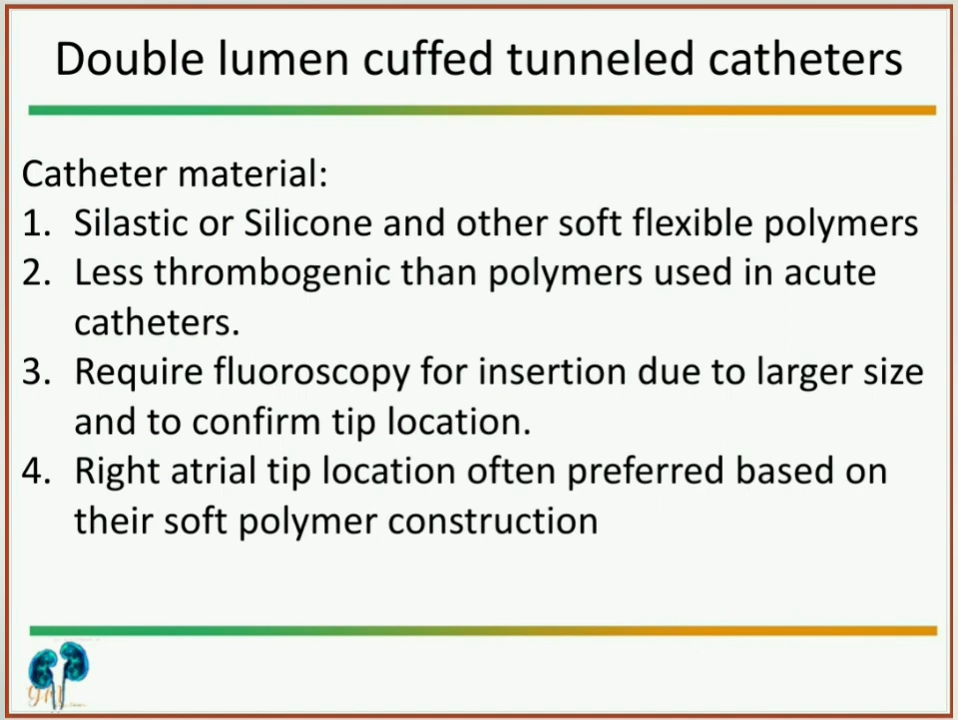 Double lumen cuffed tunneled catheters
Catheter material:
1. Silastic or Silicone and other soft flexible polymers
2. Less thrombogenic than polymers used in acute
catheters.
3. Require fluoroscopy for insertion due to larger size
and to confirm tip location.
4. Right atrial tip location often preferred based on
their soft polymer construction